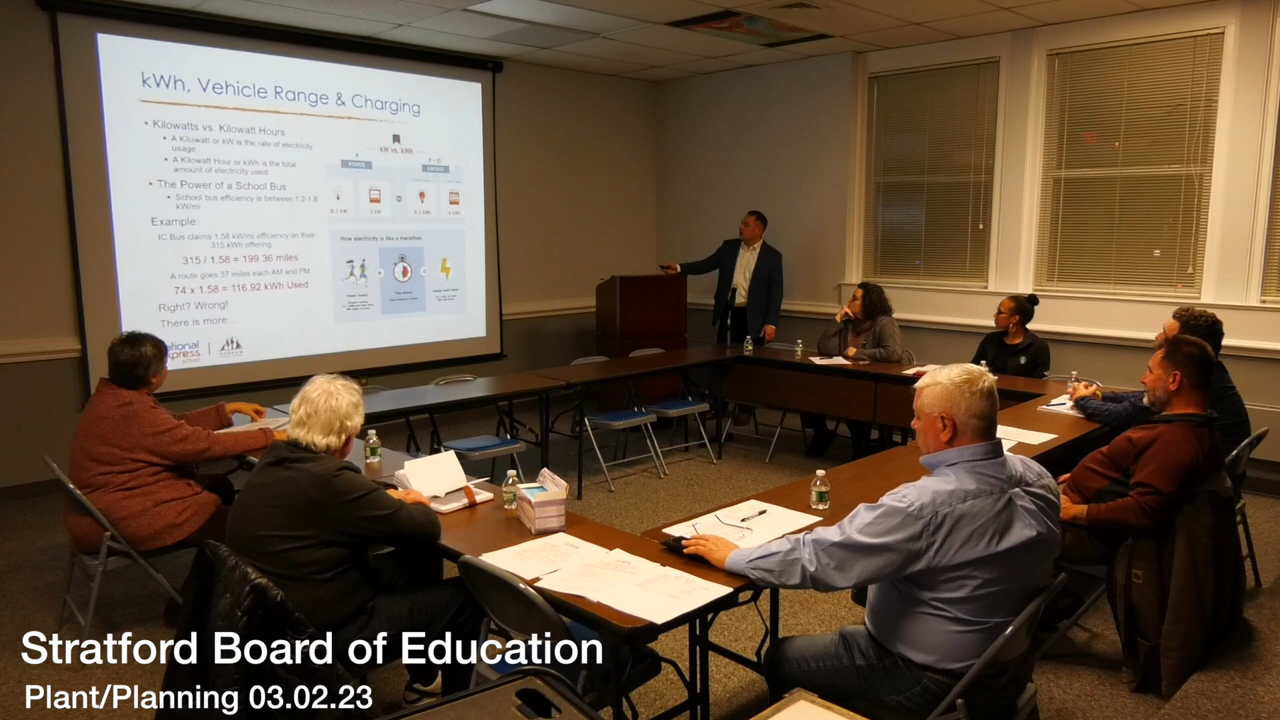 kWh, Vehicle Range & Charging
• Kilowatts vs. Kilowatt Hours
• A Kilowatt or kW is the rate of electricity
usage
• A Kilowatt Hour or kWh is the total
amount of electricity used
• The Power of a School Bus
• School bus efficiency is between 1.2-1.8
kW/mi
Example:
IC Bus claims 1.58 kW/mi efficiency on their
315 kWh offering
315 / 1.58 = 199.36 miles
A route goes 37 miles each AM and PM
74 x 1.58 = 116.92 kWh Used
Right? Wrong!
There is more...
kW vs. kWh
POWER
ENERGY
How electricity is like a marathon
Stratford Board of Education
Plant/Planning 03.02.23